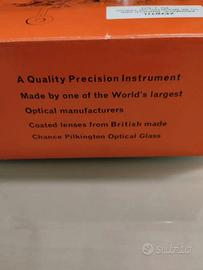 A Quality Precision Instrument
Made by one of the World's largest
Optical manufacturers
Coated lenses from British made
Chance Pilkington Optical Glass
Subito.it